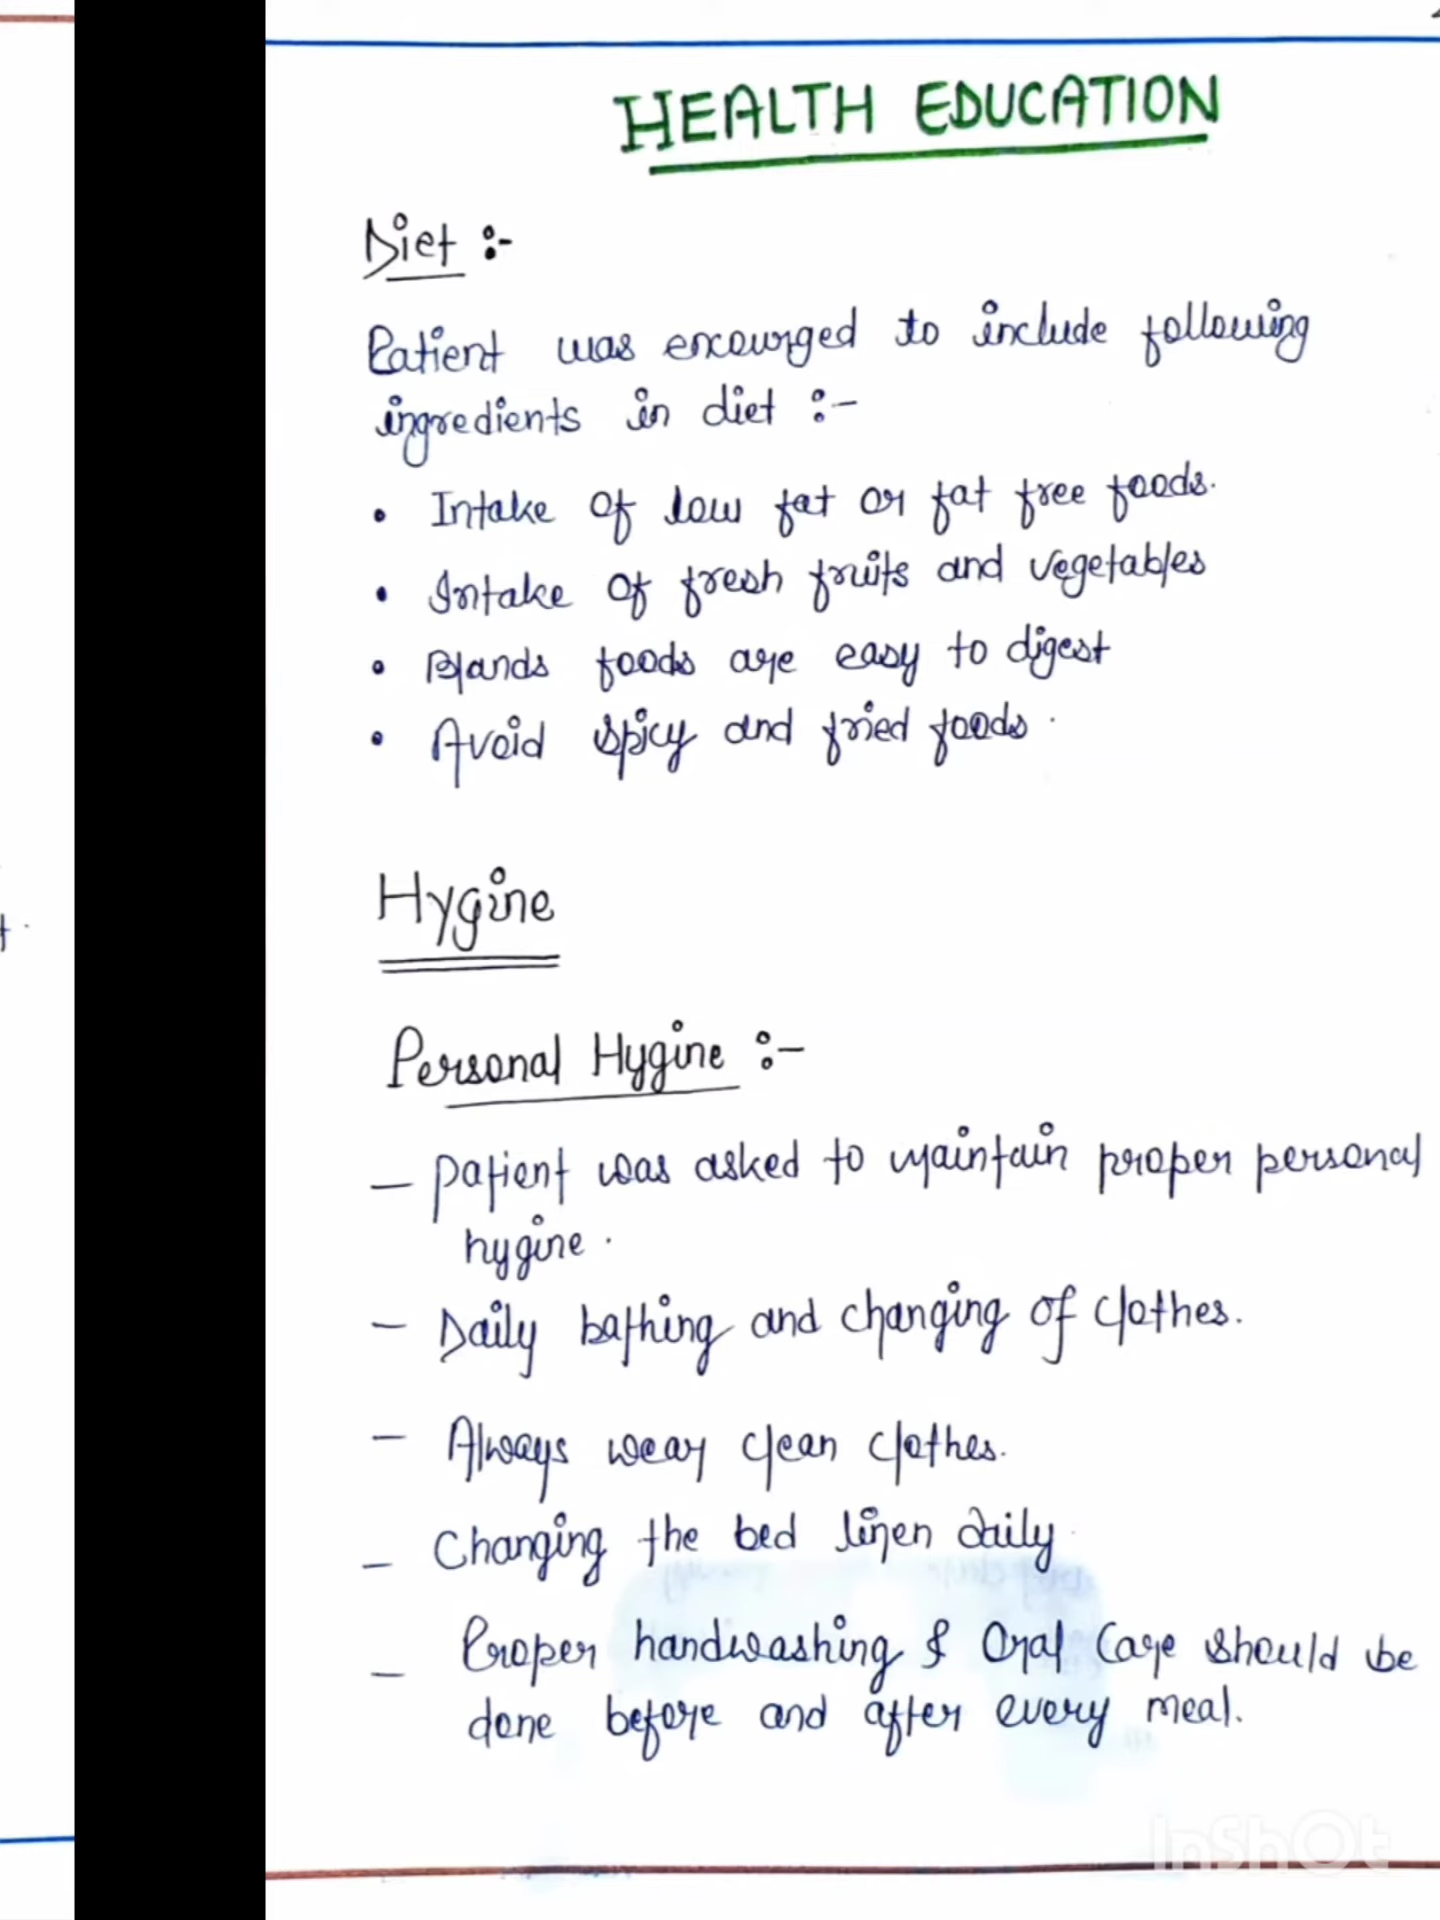 HEALTH EDUCATION
Diet :-
Patient was encourged to include following
ingredients in diet :-
• Intake of low fat or fat free foods.
• Intake of fresh fruits and vegetables
• Blands foods are easy to digest
• Avoid spicy and fried foods.
Hygine
Personal Hygine :-
- patient was asked to maintain proper personal
hygine.
- Daily bathing and changing of clothes.
- Always wear clean clothes.
- Changing the bed linen daily
- Proper handwashing & Oral Care should be
done before and after every meal.
InShOt